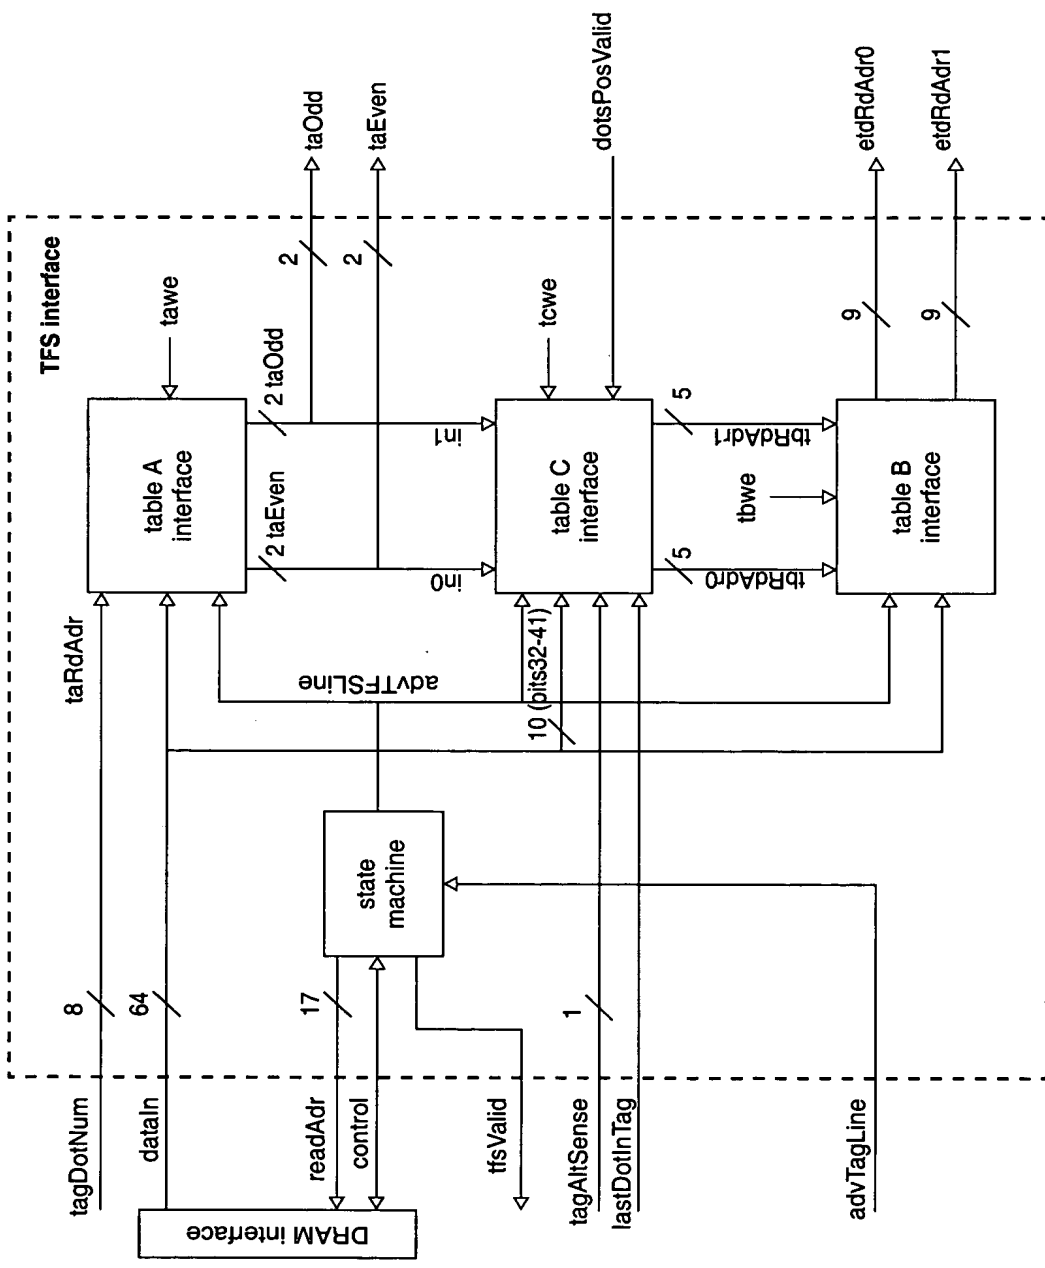 TFS interface
tagDotNum
8
taRdAdr
dataIn
64
DRAM interface
readAdr
17
control
tfsValid
tagAltSense
1
lastDotInTag
advTagLine
state
machine
advTFSLine
10 (bits32-41)
table A
interface
tawe
2 taEven
2 taOdd
2
taOdd
2
taEven
in0
in1
table C
interface
tcwe
dotsPosValid
5
tbRdAdr0
5
tbRdAdr1
tbwe
table B
interface
9
etdRdAdr0
9
etdRdAdr1